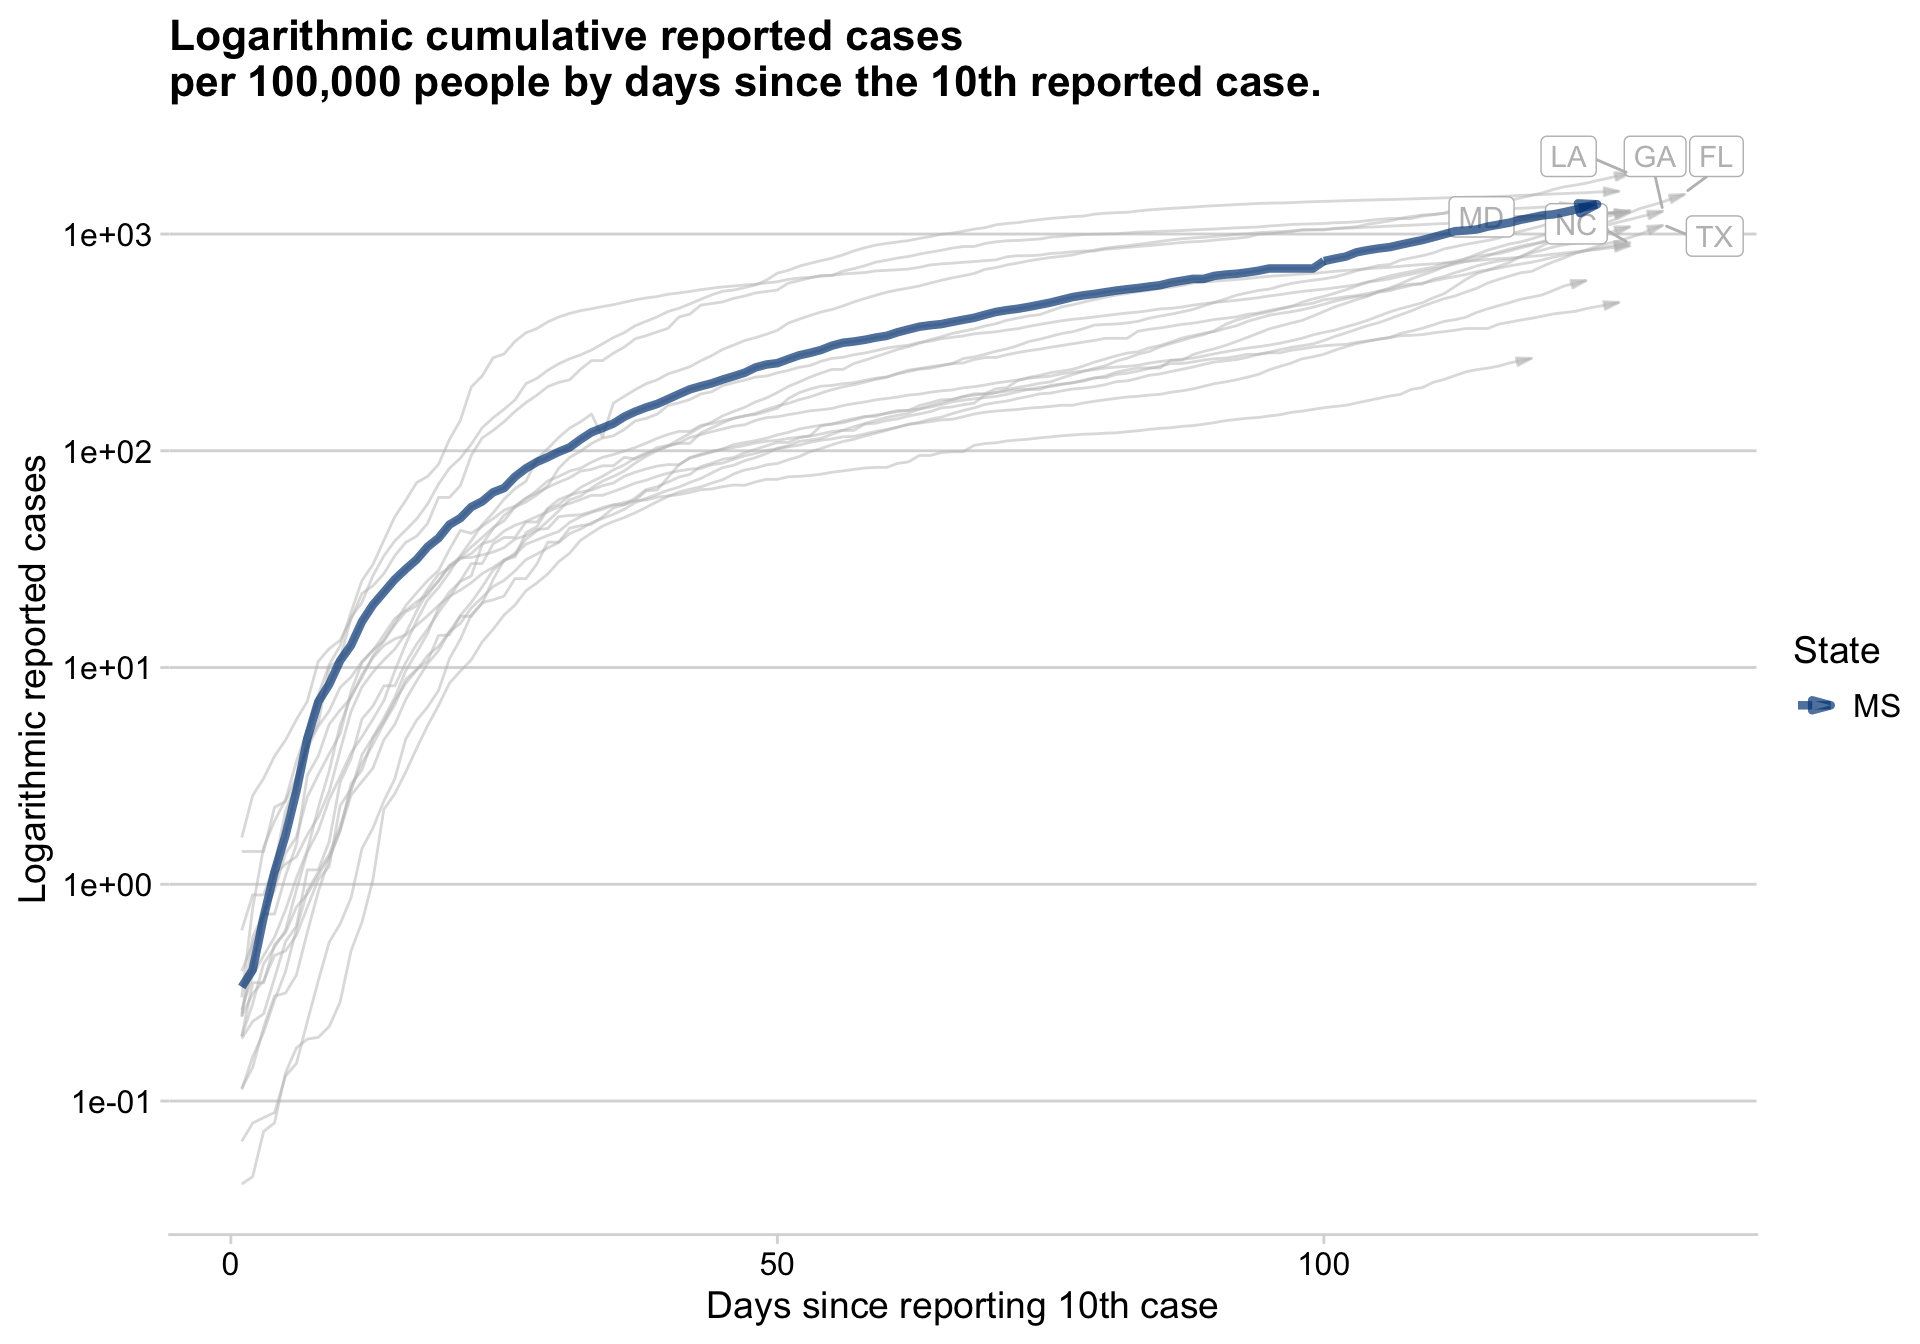 Logarithmic cumulative reported cases
per 100,000 people by days since the 10th reported case.
LA
GA
FL
MD
NC
TX
1e+03
1e+02
1e+01
1e+00
1e-01
Logarithmic reported cases
State
MS
0
50
100
Days since reporting 10th case